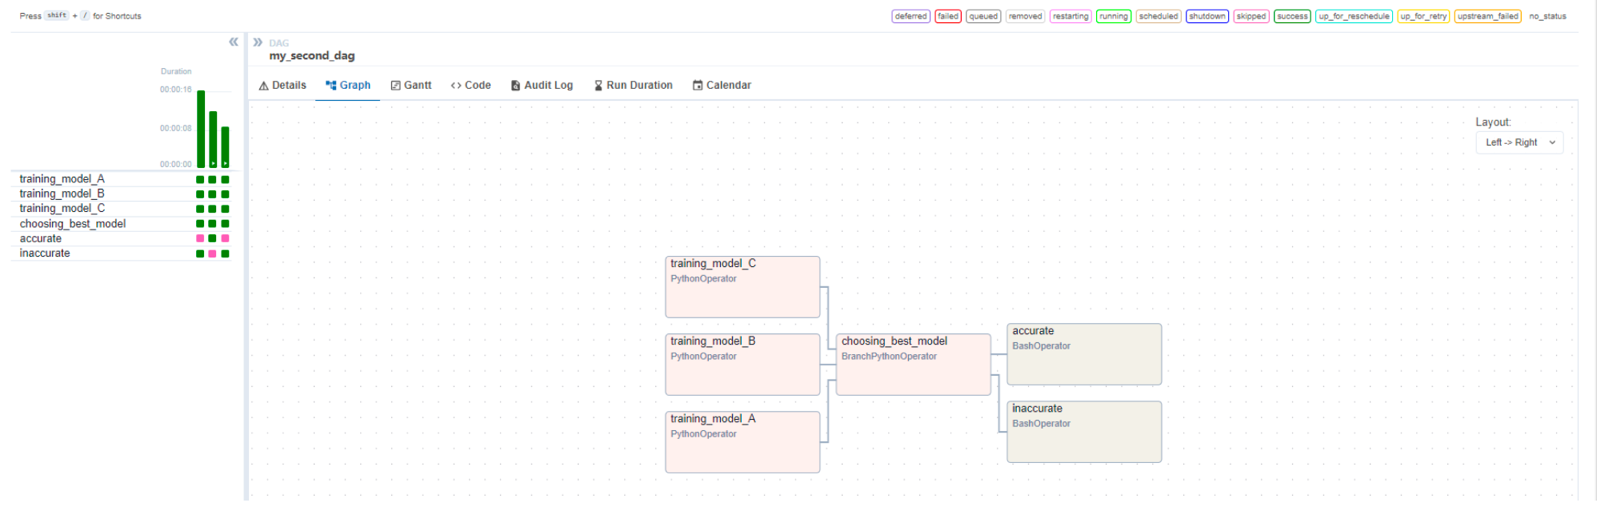 Press shift + / for Shortcuts
deferred failed queued removed restarting running scheduled shutdown skipped success up_for_reschedule up_for_retry upstream_failed no_status
DAG
my_second_dag
Details Graph Gantt Code Audit Log Run Duration Calendar
Duration
00:00:16
00:00:08
00:00:00
training_model_A
training_model_B
training_model_C
choosing_best_model
accurate
inaccurate
Layout:
Left -> Right
training_model_C
PythonOperator
training_model_B
PythonOperator
training_model_A
PythonOperator
choosing_best_model
BranchPythonOperator
accurate
BashOperator
inaccurate
BashOperator